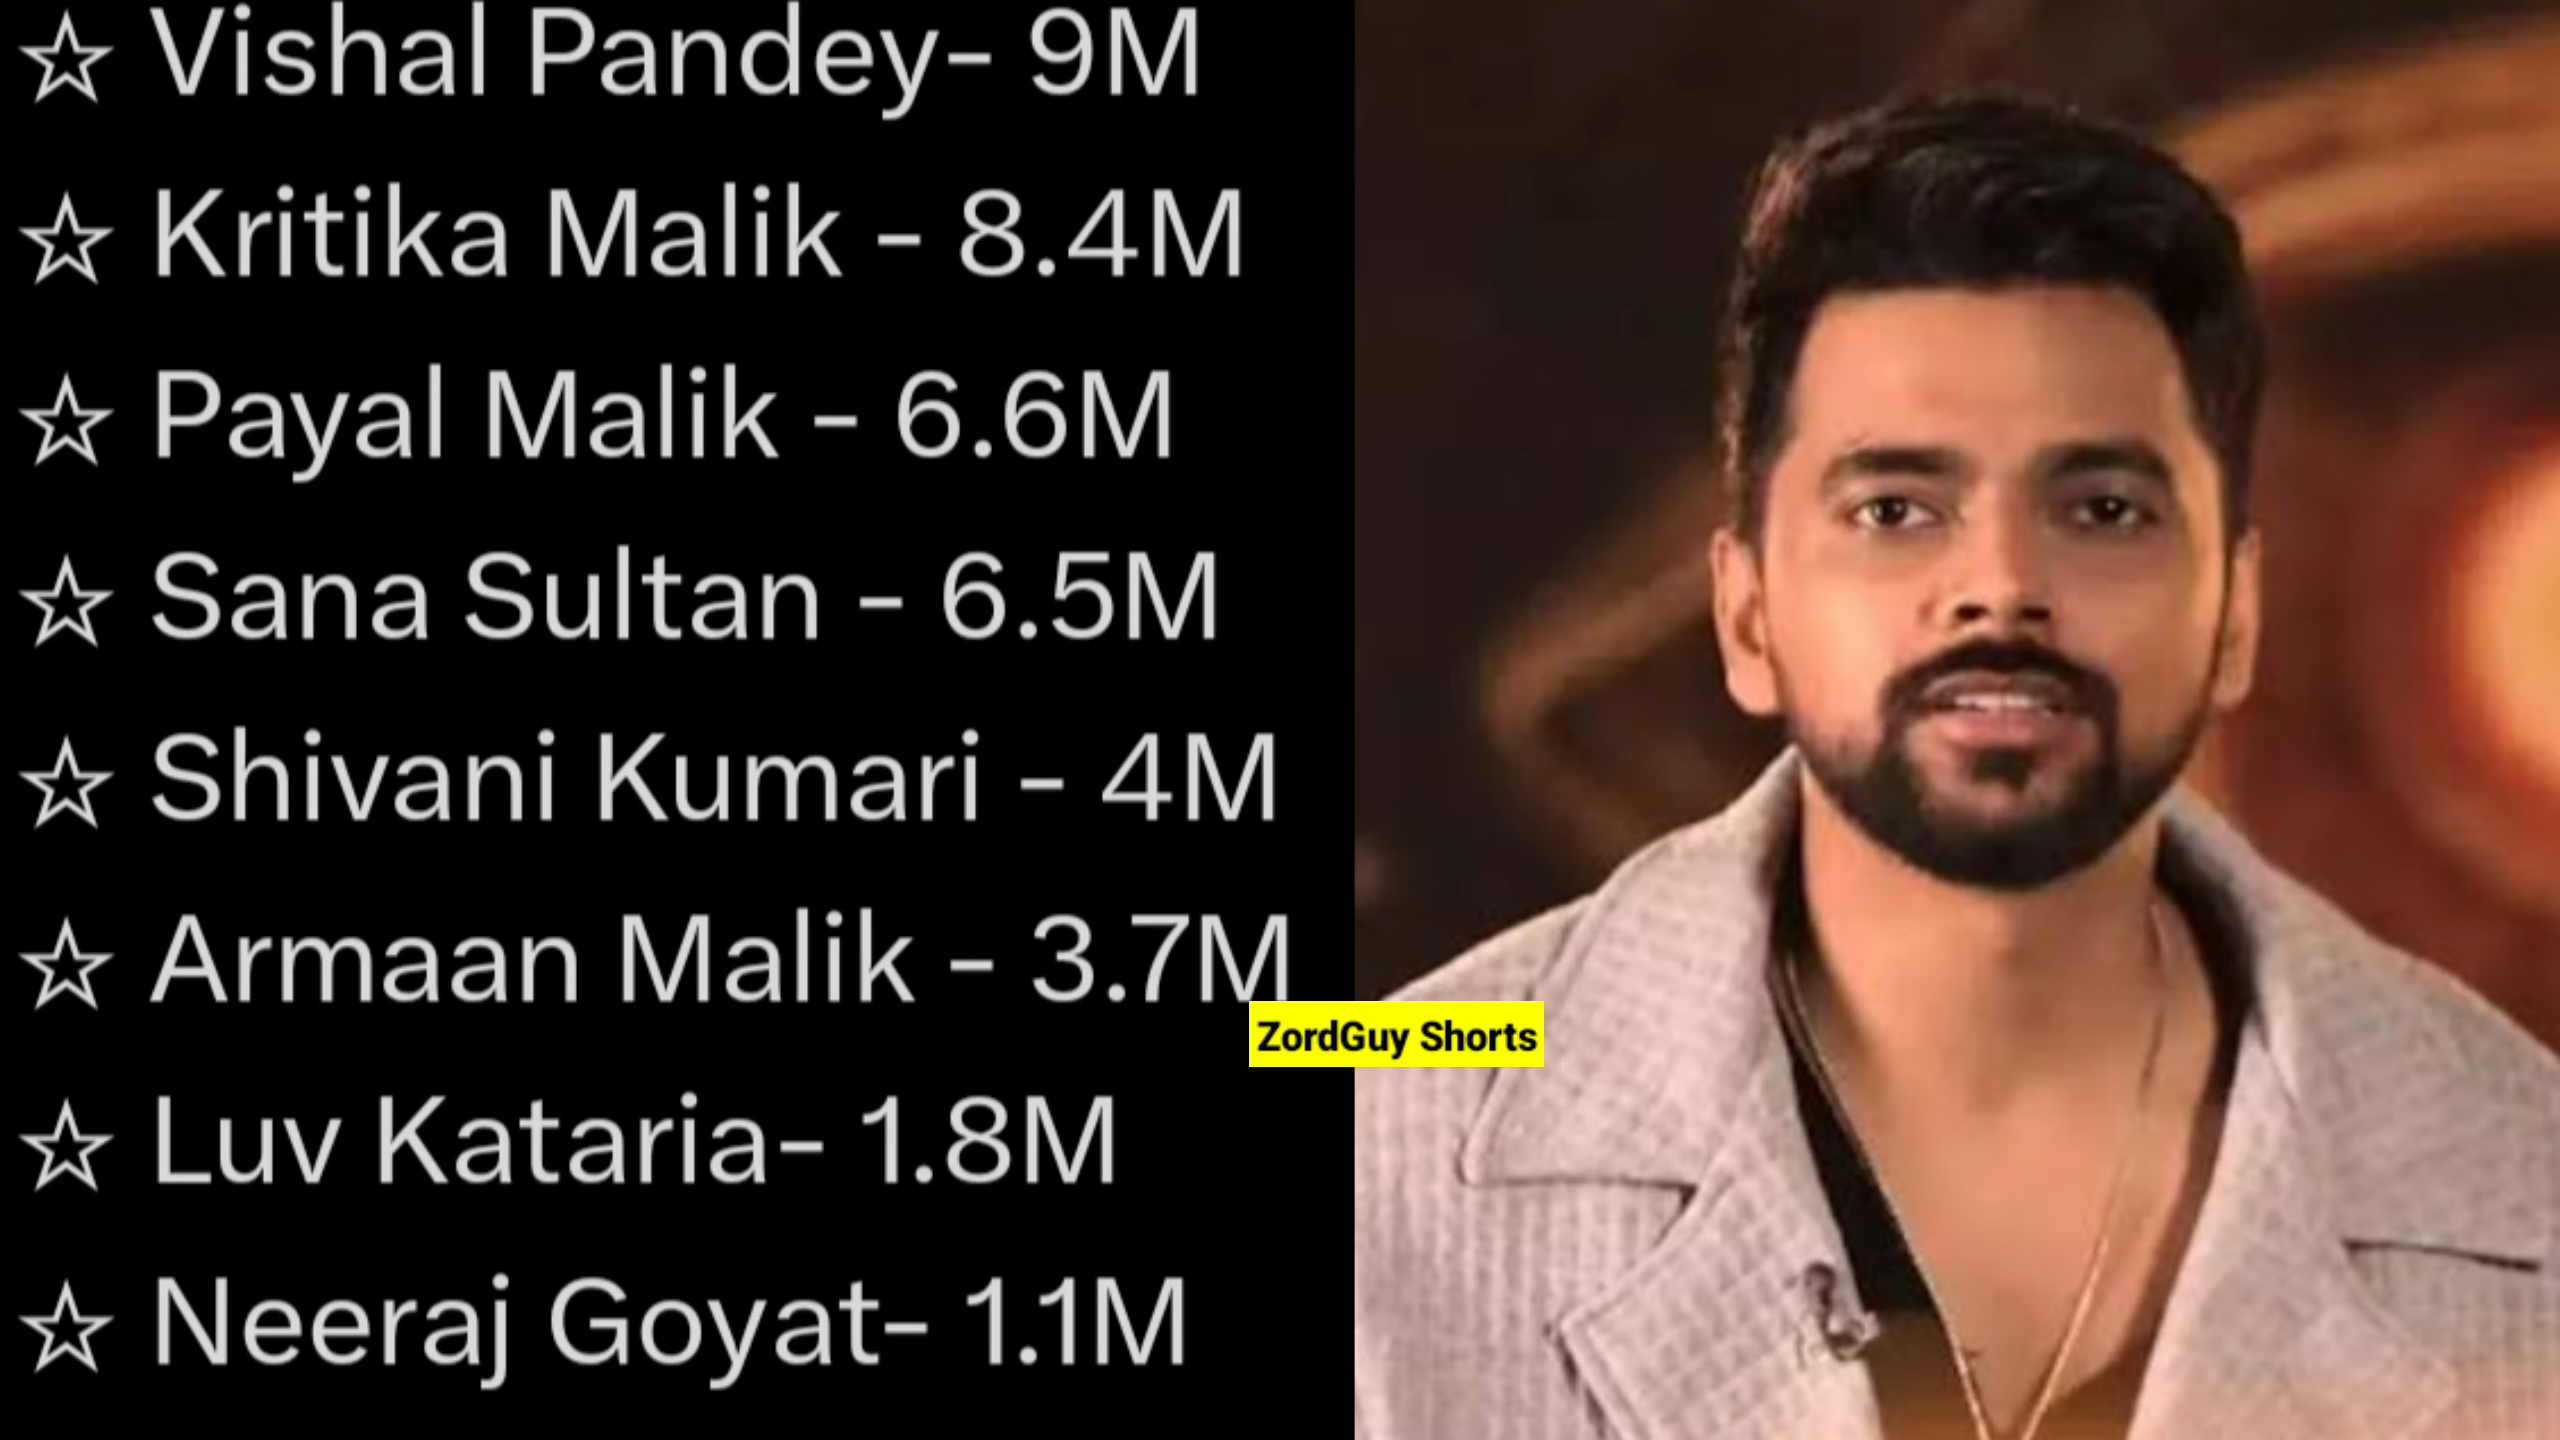 ☆ Vishal Pandey- 9M
☆ Kritika Malik - 8.4M
☆ Payal Malik - 6.6M
☆ Sana Sultan - 6.5M
☆ Shivani Kumari - 4M
☆ Armaan Malik - 3.7M
ZordGuy Shorts
☆ Luv Kataria- 1.8M
☆ Neeraj Goyat- 1.1M